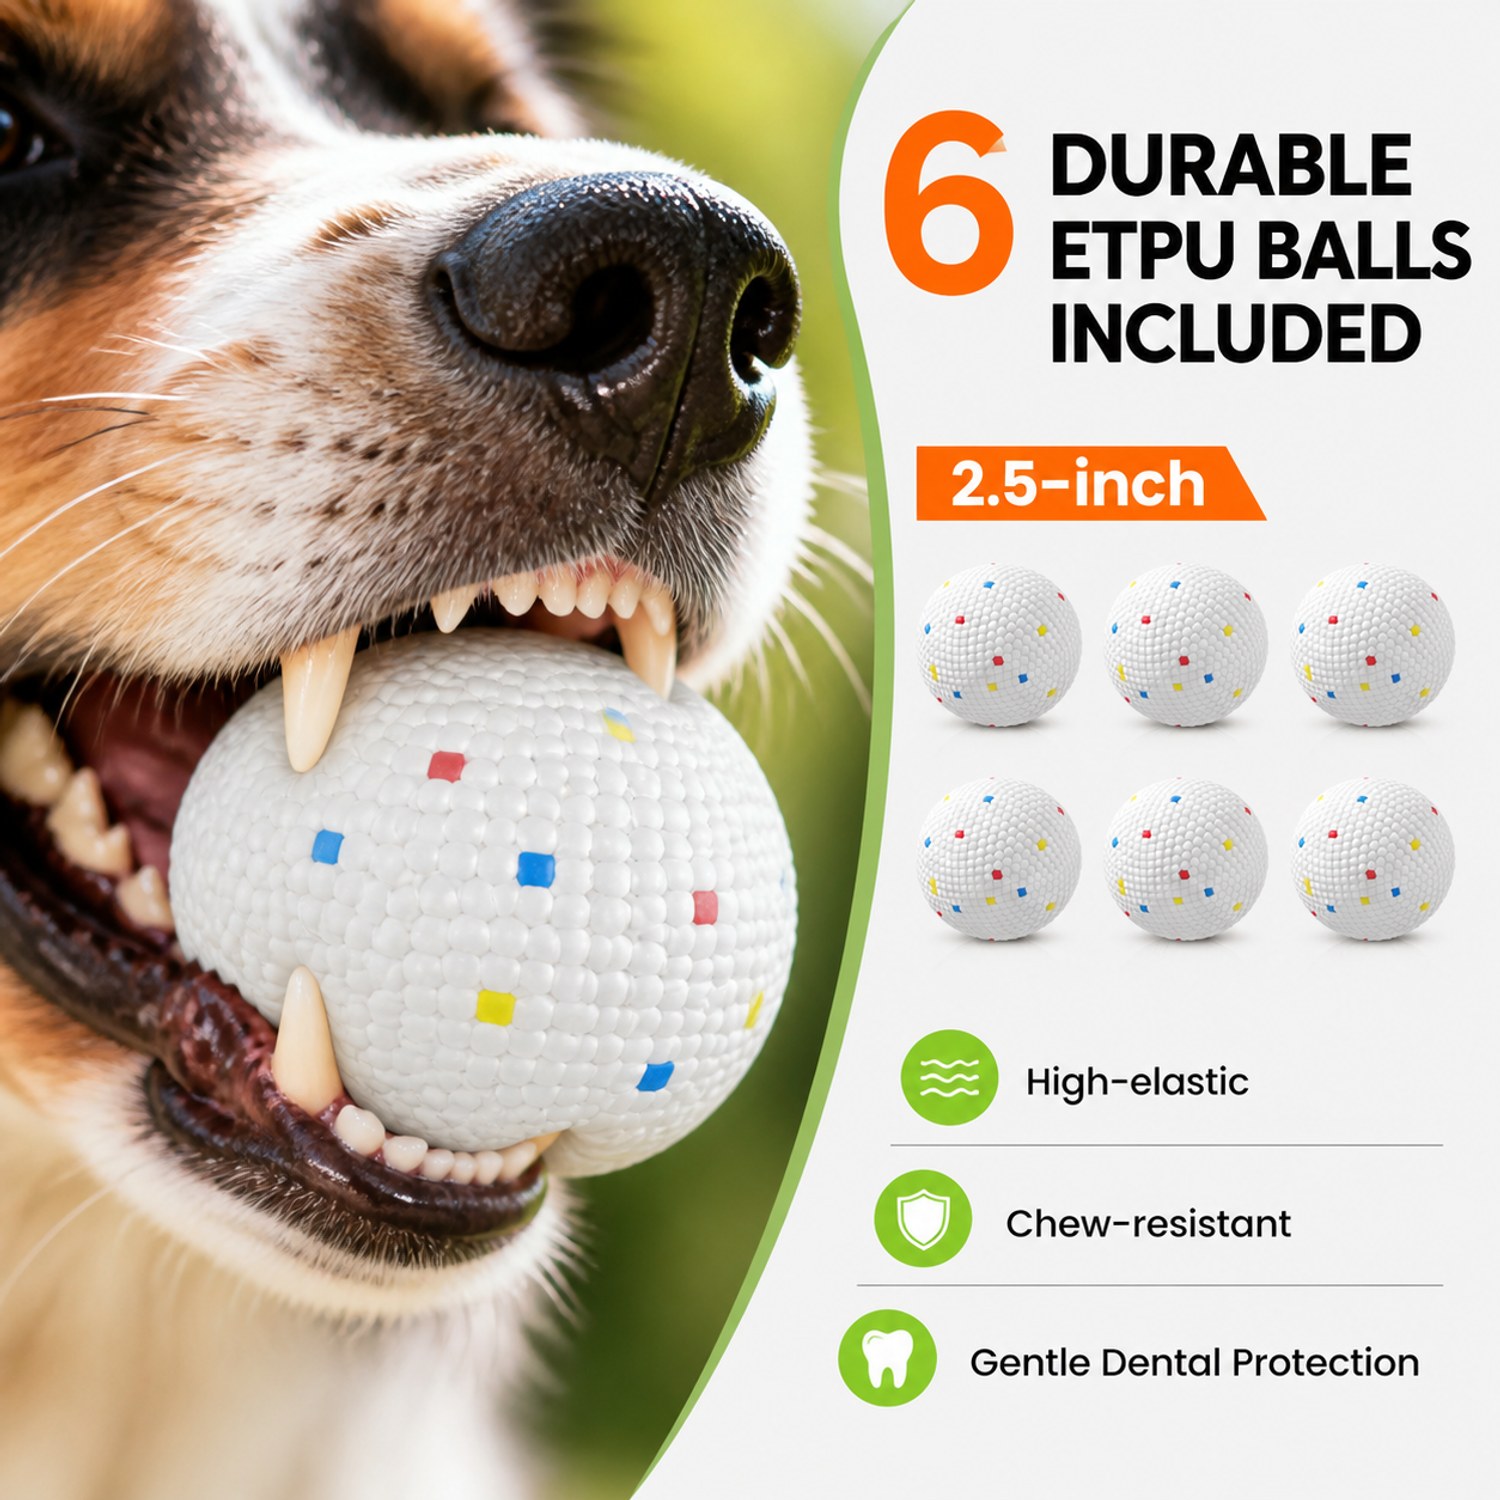 6
DURABLE
ETPU BALLS
INCLUDED
2.5-inch
High-elastic
Chew-resistant
Gentle Dental Protection